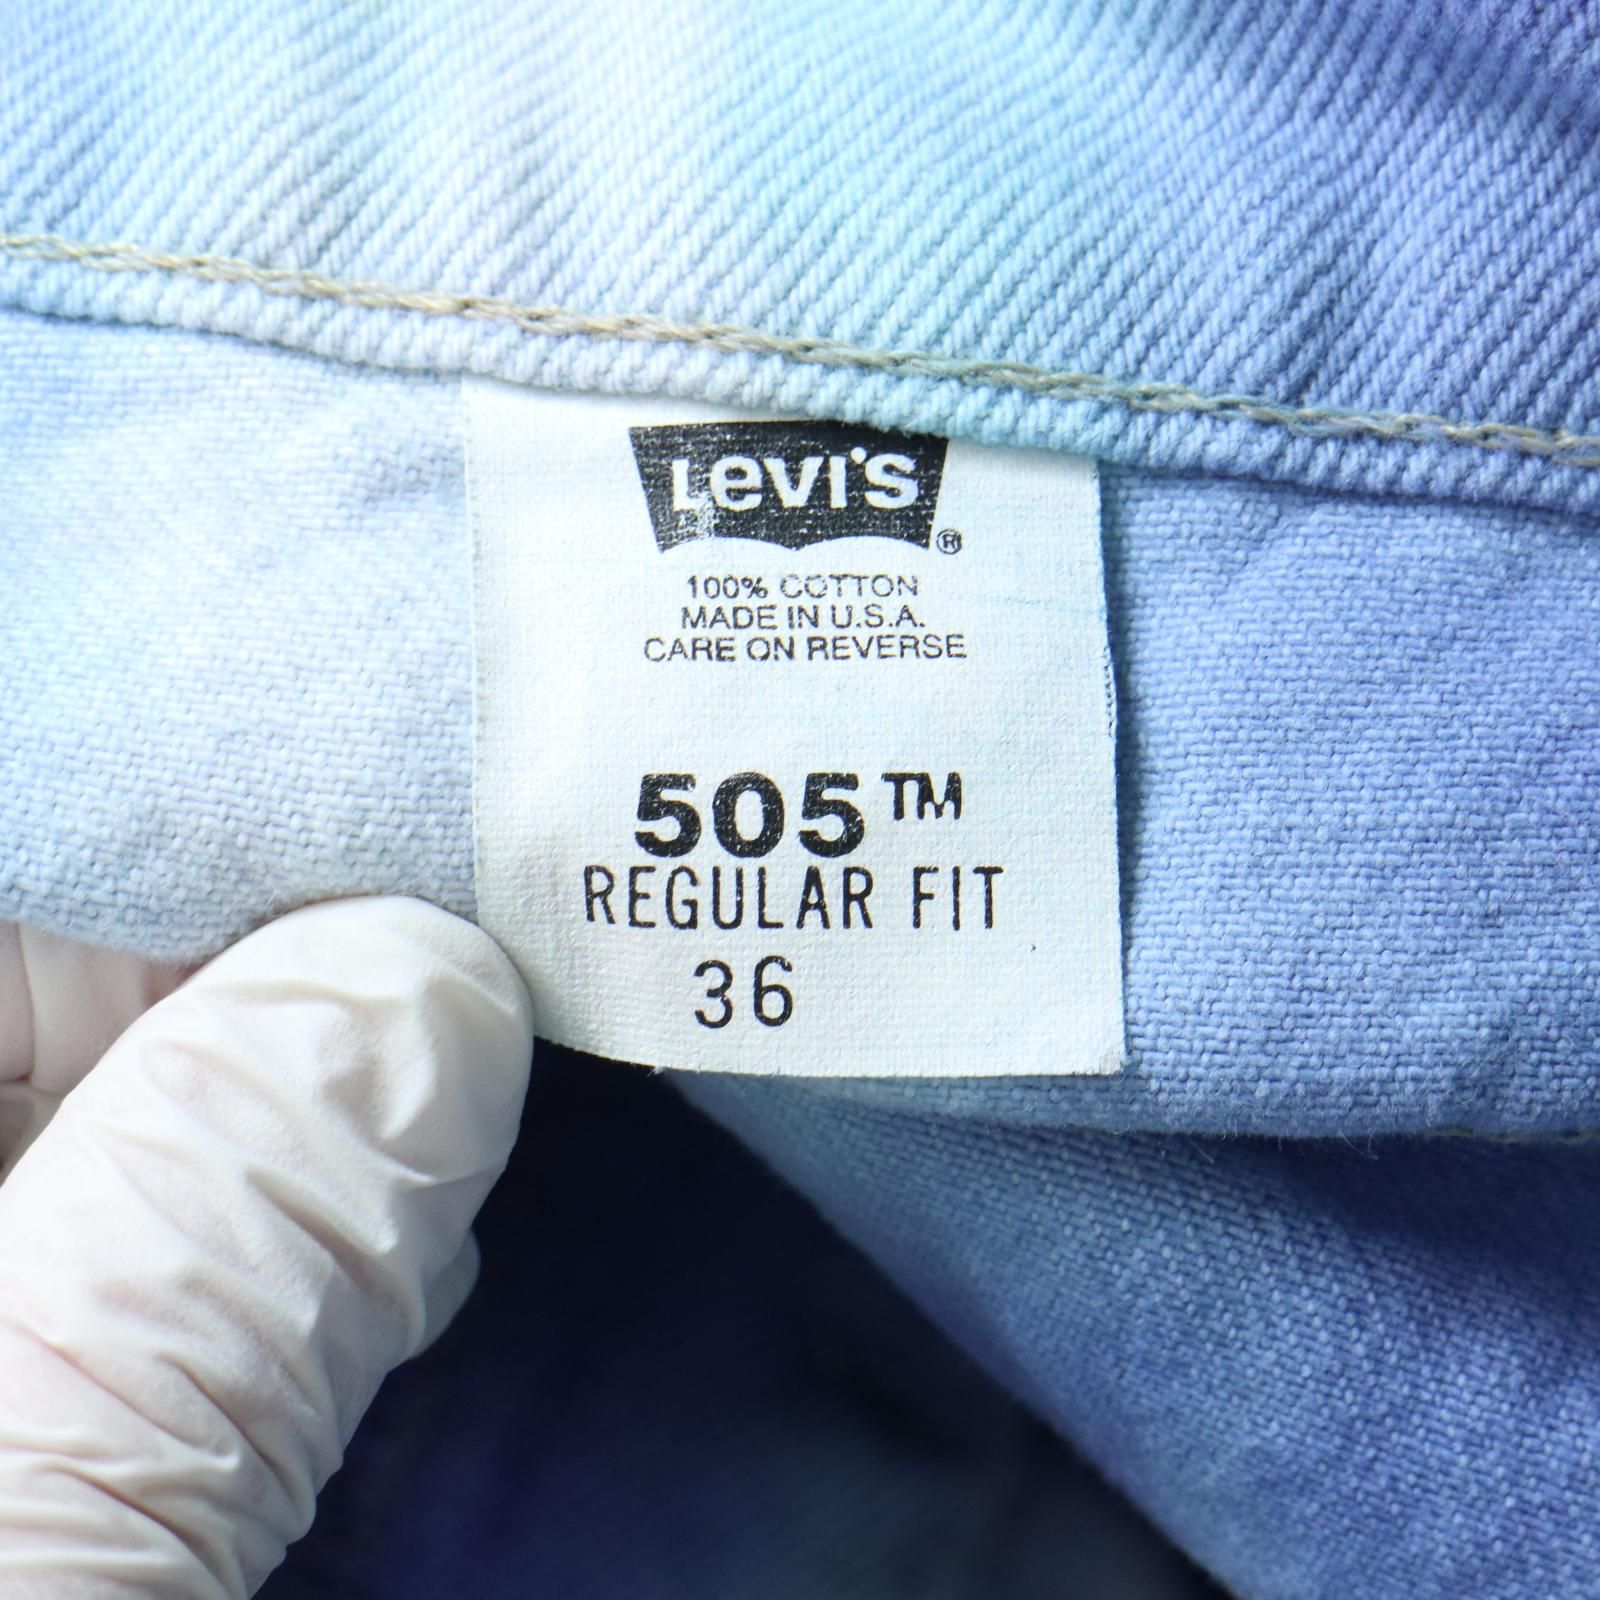 Levi's ®
100% COTTON
MADE IN U.S.A.
CARE ON REVERSE
505™
REGULAR FIT
36